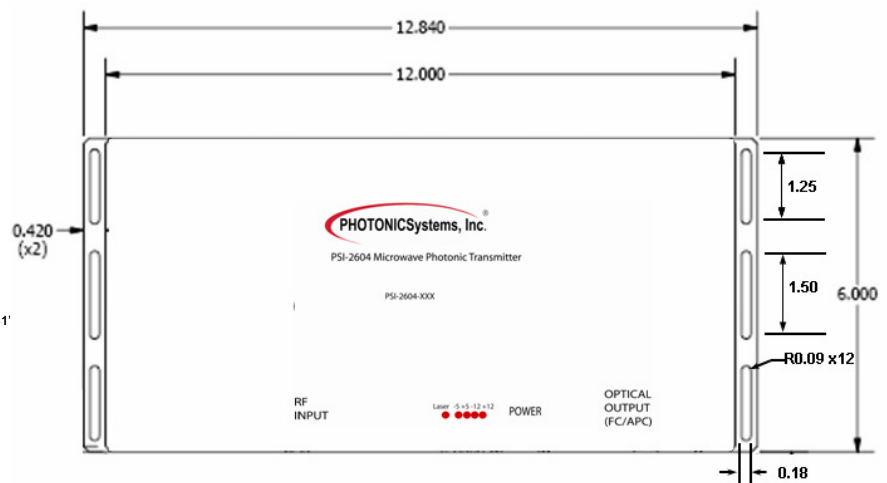 12.840
12.000
1.25
0.420
(x2)
PHOTONICSystems, Inc.®
PSI-2604 Microwave Photonic Transmitter
1.50
6.000
PSI-2604-XXX
R0.09 x12
RF
INPUT
Laser -5 +5 -12 +12
POWER
OPTICAL
OUTPUT
(FC/APC)
0.18